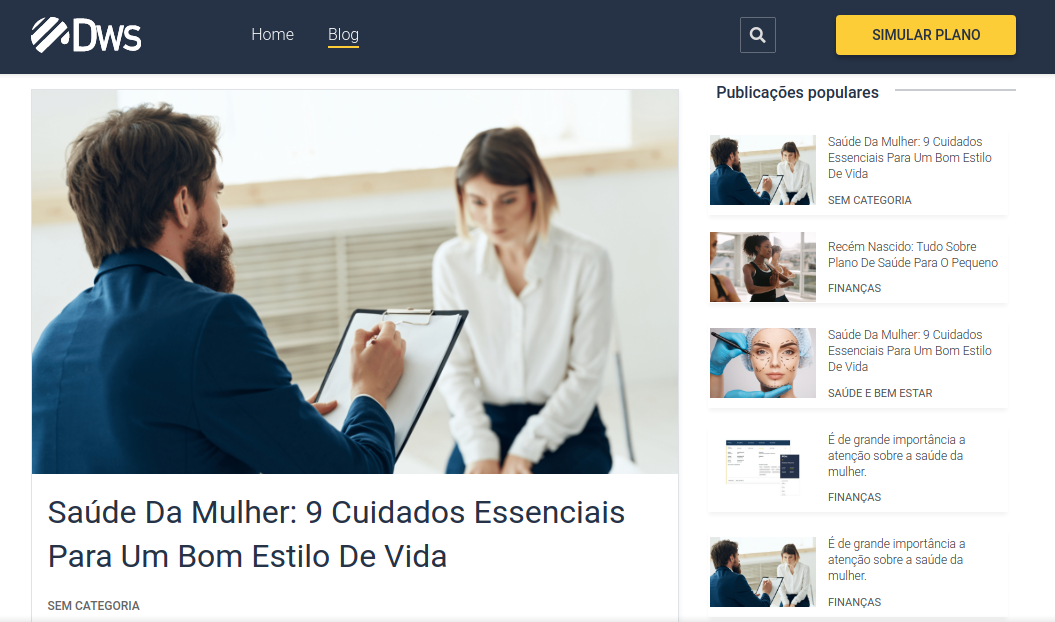 Dws
Home
Blog
SIMULAR PLANO
Saúde Da Mulher: 9 Cuidados Essenciais
Para Um Bom Estilo De Vida
SEM CATEGORIA
Publicações populares
Saúde Da Mulher: 9 Cuidados
Essenciais Para Um Bom Estilo
De Vida
SEM CATEGORIA
Recém Nascido: Tudo Sobre
Plano De Saúde Para O Pequeno
FINANÇAS
Saúde Da Mulher: 9 Cuidados
Essenciais Para Um Bom Estilo
De Vida
SAÚDE E BEM ESTAR
É de grande importância a
atenção sobre a saúde da
mulher.
FINANÇAS
É de grande importância a
atenção sobre a saúde da
mulher.
FINANÇAS